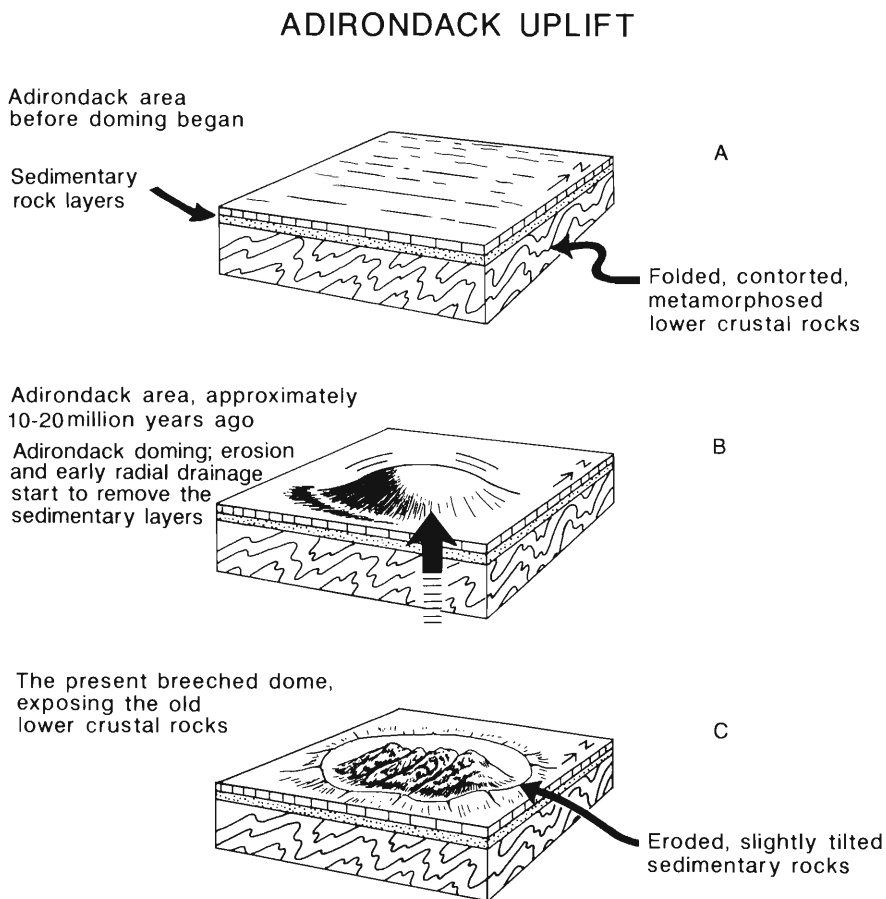 ADIRONDACK UPLIFT
Adirondack area
before doming began
A
Sedimentary
rock layers
N
Folded, contorted,
metamorphosed
lower crustal rocks
Adirondack area, approximately
10-20 million years ago
B
Adirondack doming; erosion
and early radial drainage
start to remove the
sedimentary layers
N
The present breeched dome,
exposing the old
lower crustal rocks
C
N
Eroded, slightly tilted
sedimentary rocks